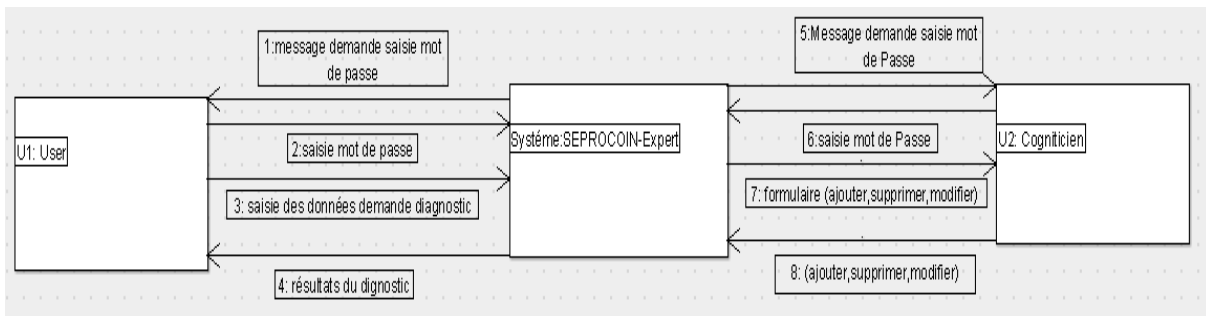 1:message demande saisie mot
de passe
5:Message demande saisie mot
de Passe
U1: User
2:saisie mot de passe
Systéme:SEPROCOIN-Expert
6:saisie mot de Passe
U2: Cogniticien
3: saisie des données demande diagnostic
7: formulaire (ajouter,supprimer,modifier)
4: résultats du dignostic
8: (ajouter,supprimer,modifier)